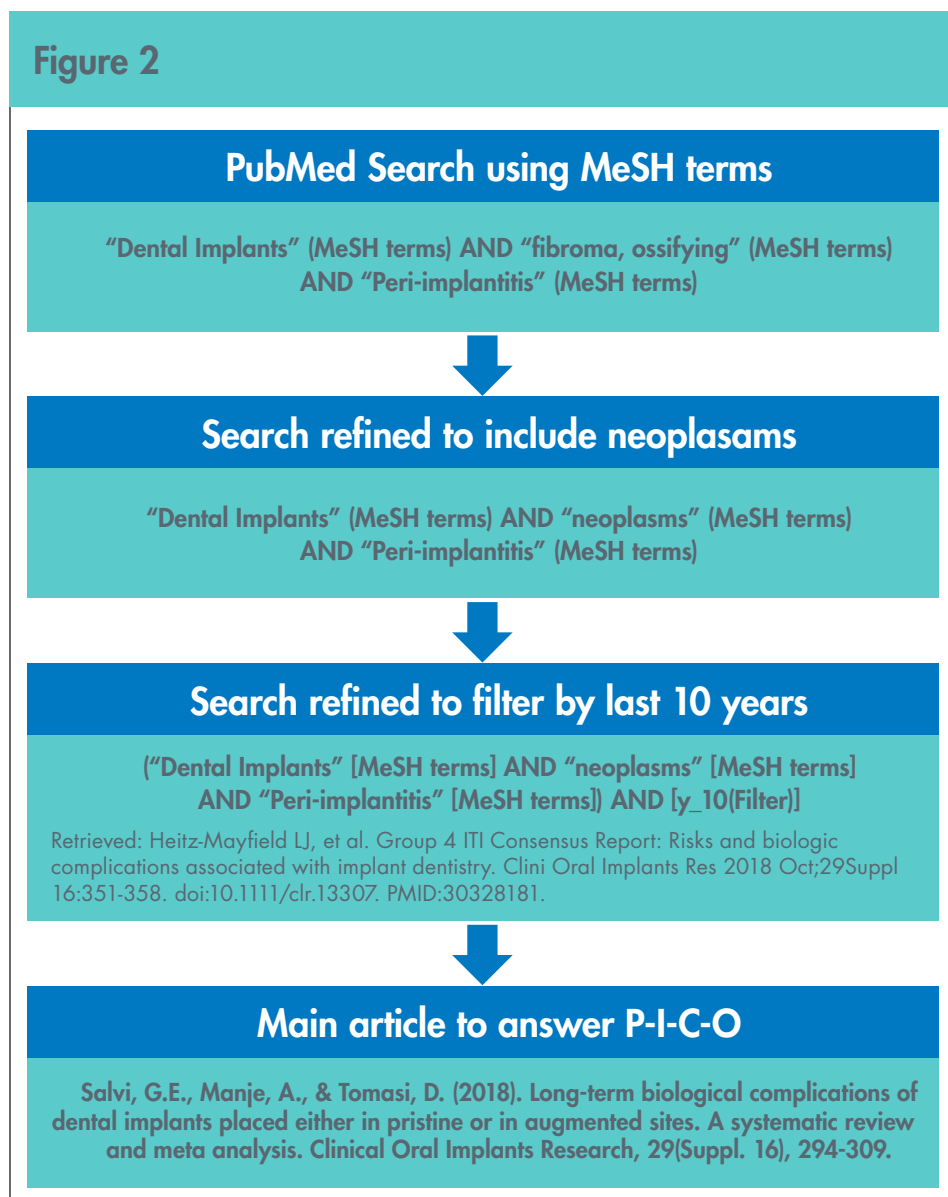 Figure 2
PubMed Search using MeSH terms
“Dental Implants” (MeSH terms) AND “fibroma, ossifying” (MeSH terms)
AND “Peri-implantitis” (MeSH terms)
Search refined to include neoplasams
“Dental Implants” (MeSH terms) AND “neoplasms” (MeSH terms)
AND “Peri-implantitis” (MeSH terms)
Search refined to filter by last 10 years
(“Dental Implants” [MeSH terms] AND “neoplasms” [MeSH terms]
AND “Peri-implantitis” [MeSH terms]) AND [y_10(Filter)]
Retrieved: Heitz-Mayfield LJ, et al. Group 4 ITI Consensus Report: Risks and biologic
complications associated with implant dentistry. Clini Oral Implants Res 2018 Oct;29Suppl
16:351-358. doi:10.1111/clr.13307. PMID:30328181.
Main article to answer P-I-C-O
Salvi, G.E., Manje, A., & Tomasi, D. (2018). Long-term biological complications of
dental implants placed either in pristine or in augmented sites. A systematic review
and meta analysis. Clinical Oral Implants Research, 29(Suppl. 16), 294-309.